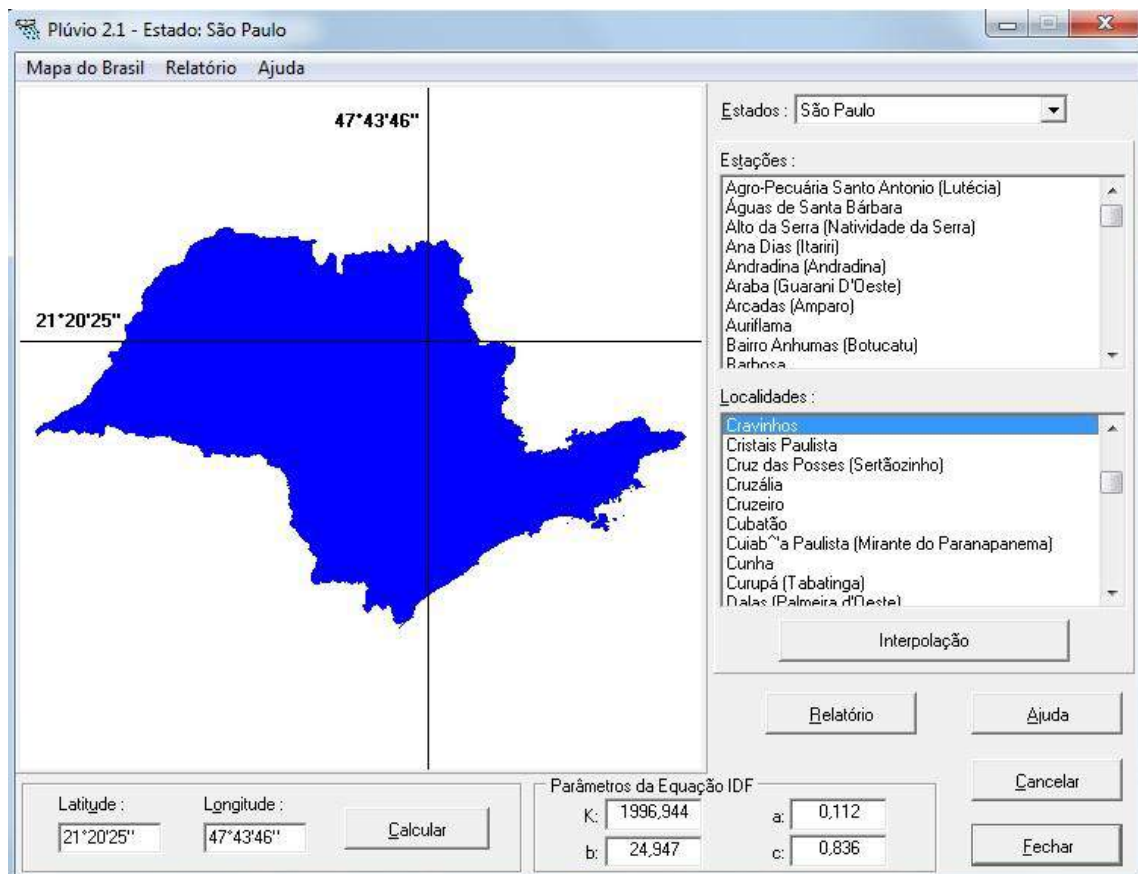 Plúvio 2.1 - Estado: São Paulo
Mapa do Brasil Relatório Ajuda
47°43'46''
21°20'25''
Estados : São Paulo
Estações :
Agro-Pecuária Santo Antonio (Lutécia)
Águas de Santa Bárbara
Alto da Serra (Natividade da Serra)
Ana Dias (Itariri)
Andradina (Andradina)
Araba (Guarani D'Oeste)
Arcadas (Amparo)
Auriflama
Bairro Anhumas (Botucatu)
Barbosa
Localidades :
Cravinhos
Cristais Paulista
Cruz das Posses (Sertãozinho)
Cruzália
Cruzeiro
Cubatão
Cuiab^'a Paulista (Mirante do Paranapanema)
Cunha
Curupá (Tabatinga)
Dalas (Palmeira d'Oeste)
Interpolação
Relatório
Ajuda
Cancelar
Fechar
Latitude :
21°20'25''
Longitude :
47°43'46''
Calcular
Parâmetros da Equação IDF
K: 1996,944
a: 0,112
b: 24,947
c: 0,836